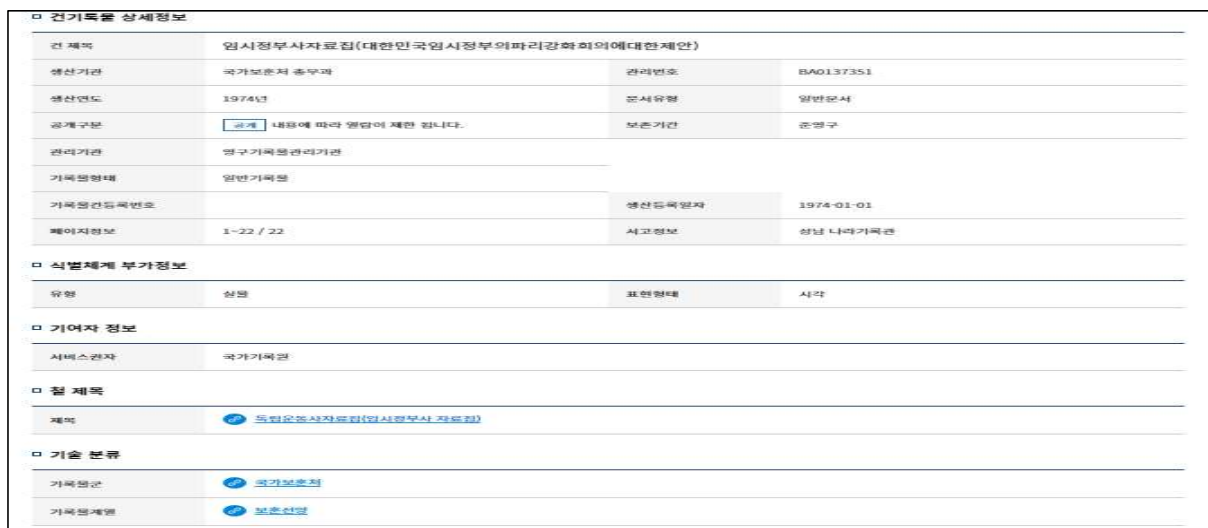 건기록물 상세정보
건 제목 임시정부사자료집(대한민국임시정부의파리강화회의에대한제안)
생산기관 국가보훈처 총무과 관리번호 BA0137351
생산연도 1974년 문서유형 일반문서
공개구분 공개 내용에 따라 열람이 제한 됩니다. 보존기간 준영구
관리기관 영구기록물관리기관
기록물형태 일반기록물
기록물건등록번호 생산등록일자 1974-01-01
페이지정보 1~22 / 22 서고정보 성남 나라기록관
식별체계 부가정보
유형 실물 표현형태 시각
기여자 정보
서비스권자 국가기록원
철 제목
제목 독립운동사자료집(임시정부사 자료집)
기술 분류
기록물군 국가보훈처
기록물계열 보훈선양